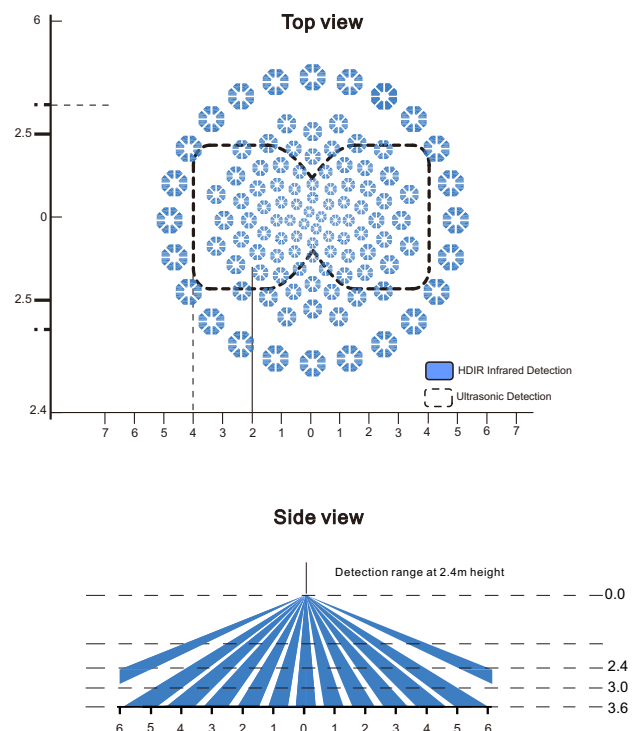 Top view
6
2.5
0
2.5
2.4
HDIR Infrared Detection
Ultrasonic Detection
7 6 5 4 3 2 1 0 1 2 3 4 5 6 7
Side view
Detection range at 2.4m height
0.0
2.4
3.0
3.6
6 5 4 3 2 1 0 1 2 3 4 5 6